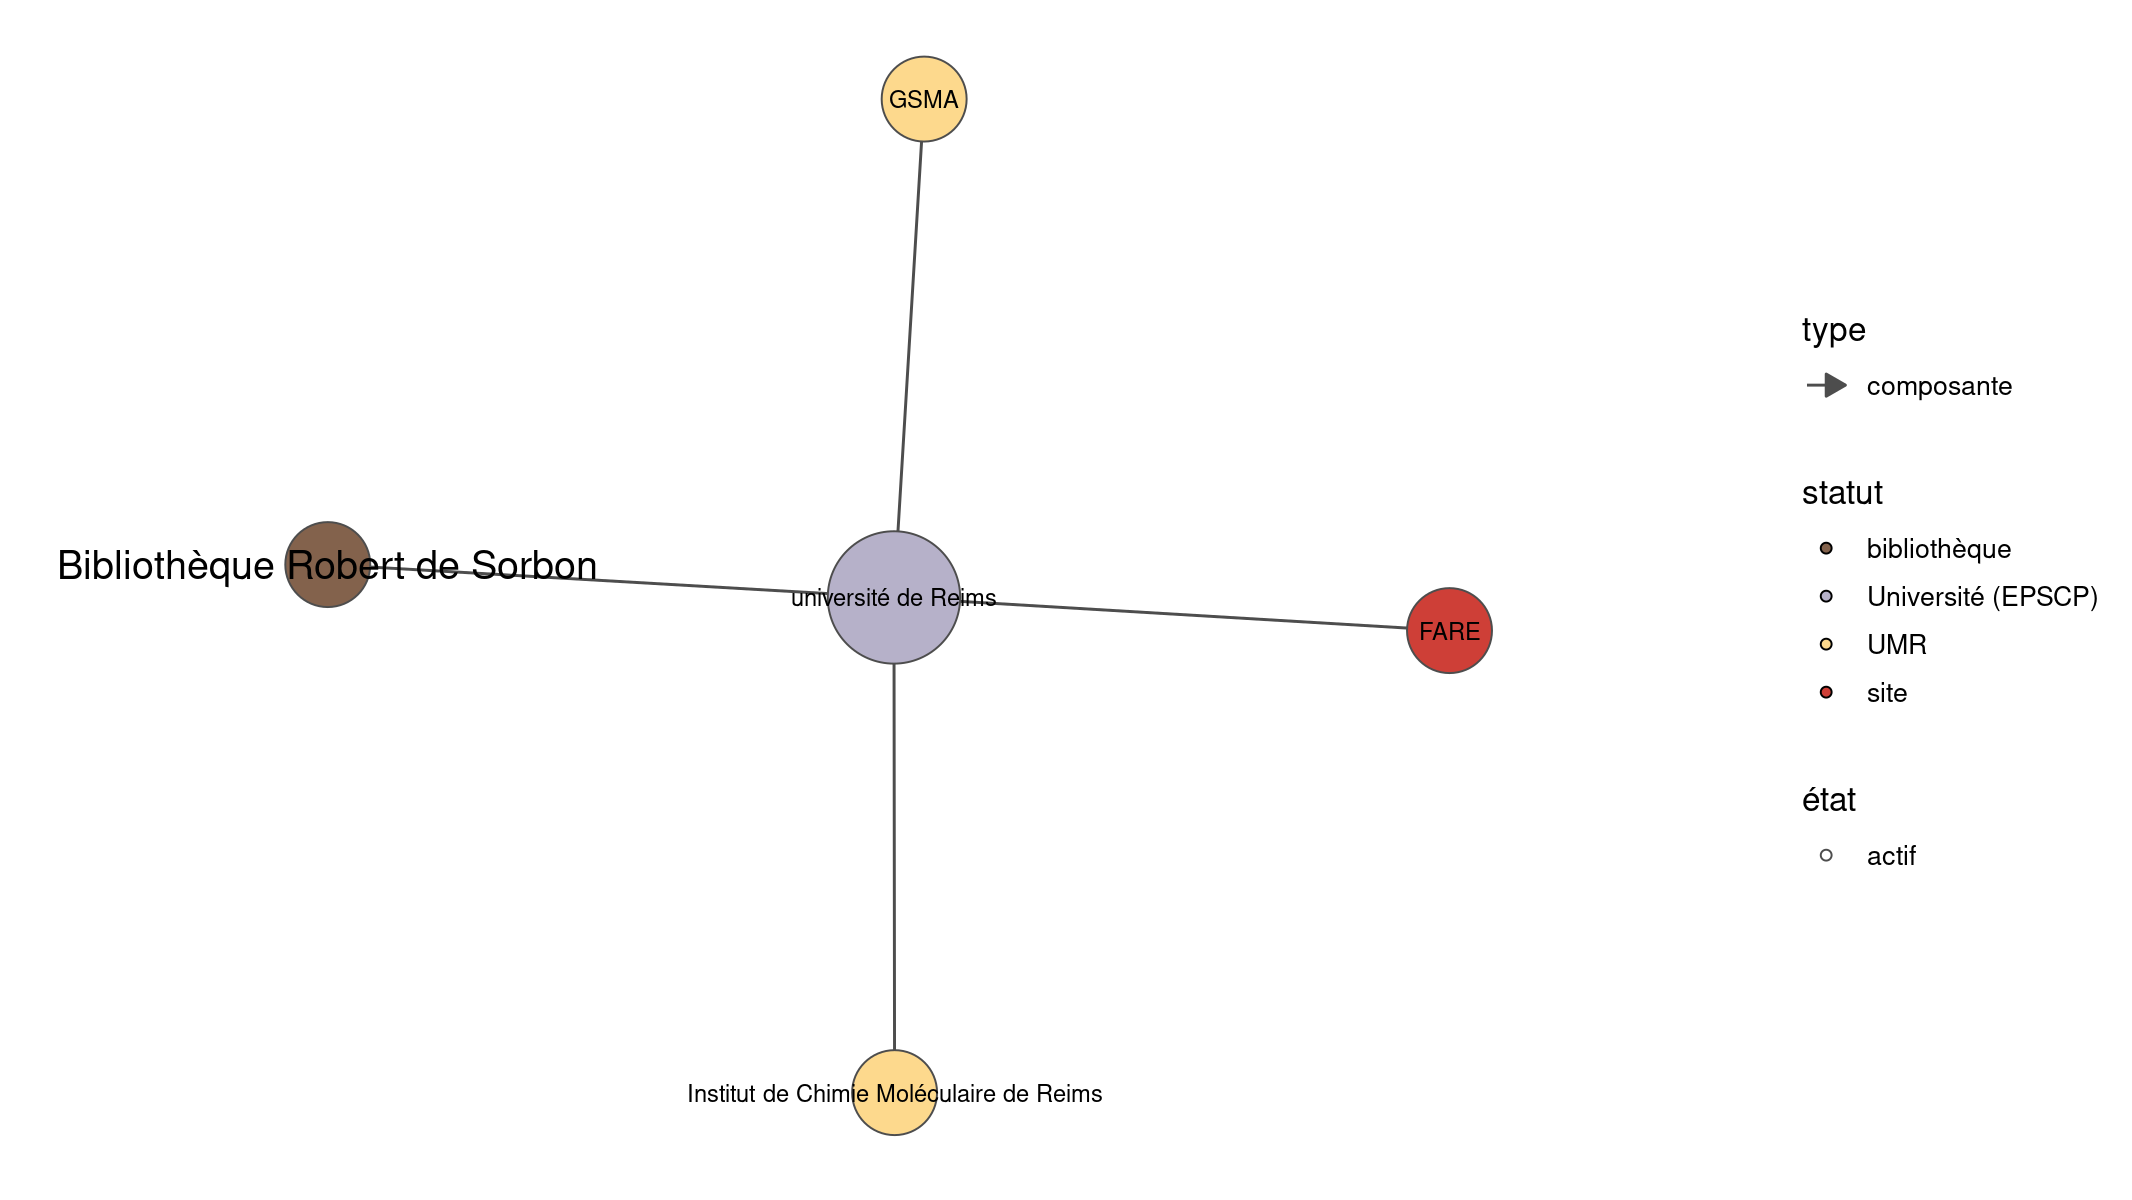 GSMA
Bibliothèque Robert de Sorbon
université de Reims
FARE
Institut de Chimie Moléculaire de Reims
type
composante
statut
bibliothèque
Université (EPSCP)
UMR
site
état
actif